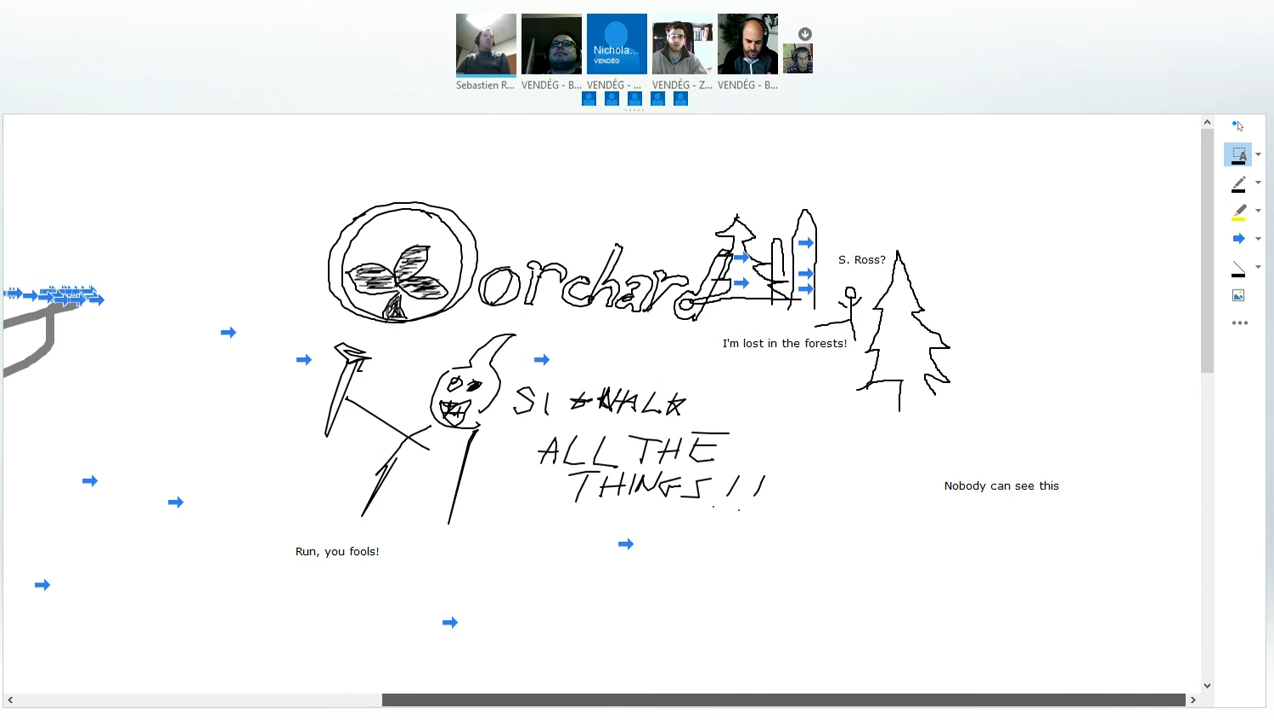 Nichola...
VENDÉG
Sebastien R...
VENDÉG - B...
VENDÉG - ...
VENDÉG - Z...
VENDÉG - B...
orchard
S. Ross?
I'm lost in the forests!
ALL THE
THINGS!!
Nobody can see this
Run, you fools!